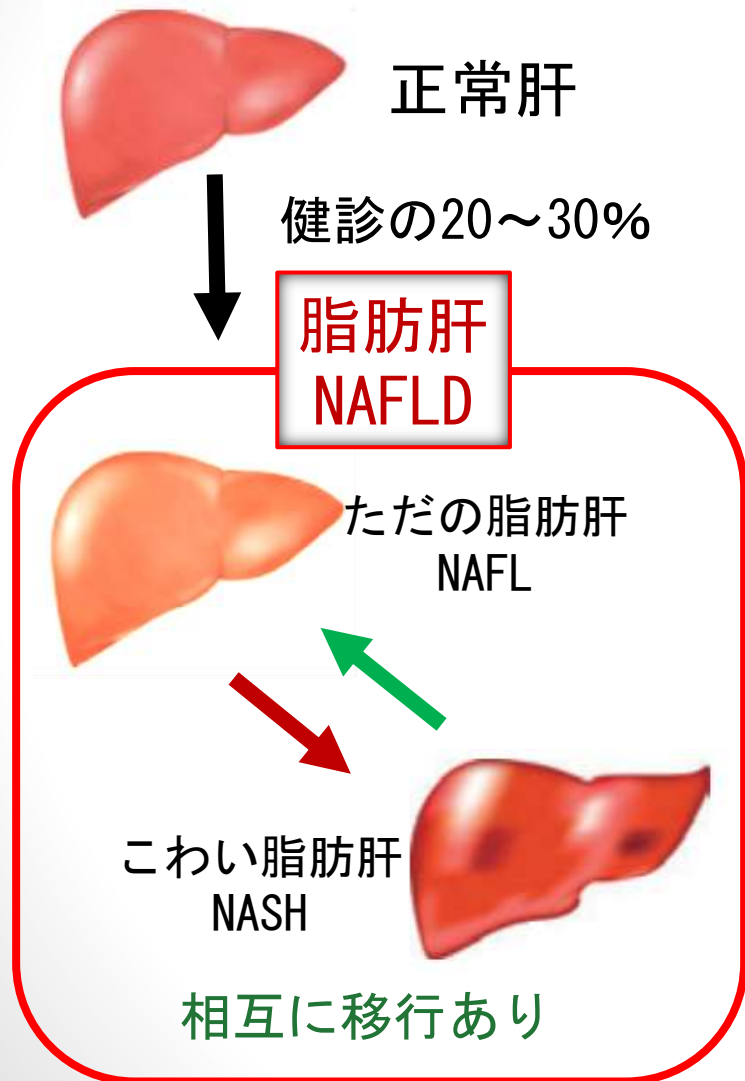 正常肝
健診の20～30%
脂肪肝
NAFLD
ただの脂肪肝
NAFL
こわい脂肪肝
NASH
相互に移行あり